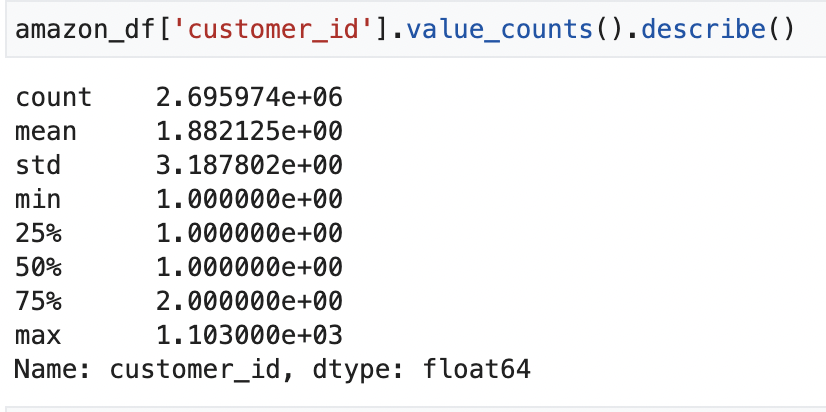 amazon_df['customer_id'].value_counts().describe()
count    2.695974e+06
mean     1.882125e+00
std      3.187802e+00
min      1.000000e+00
25%      1.000000e+00
50%      1.000000e+00
75%      2.000000e+00
max      1.103000e+03
Name: customer_id, dtype: float64